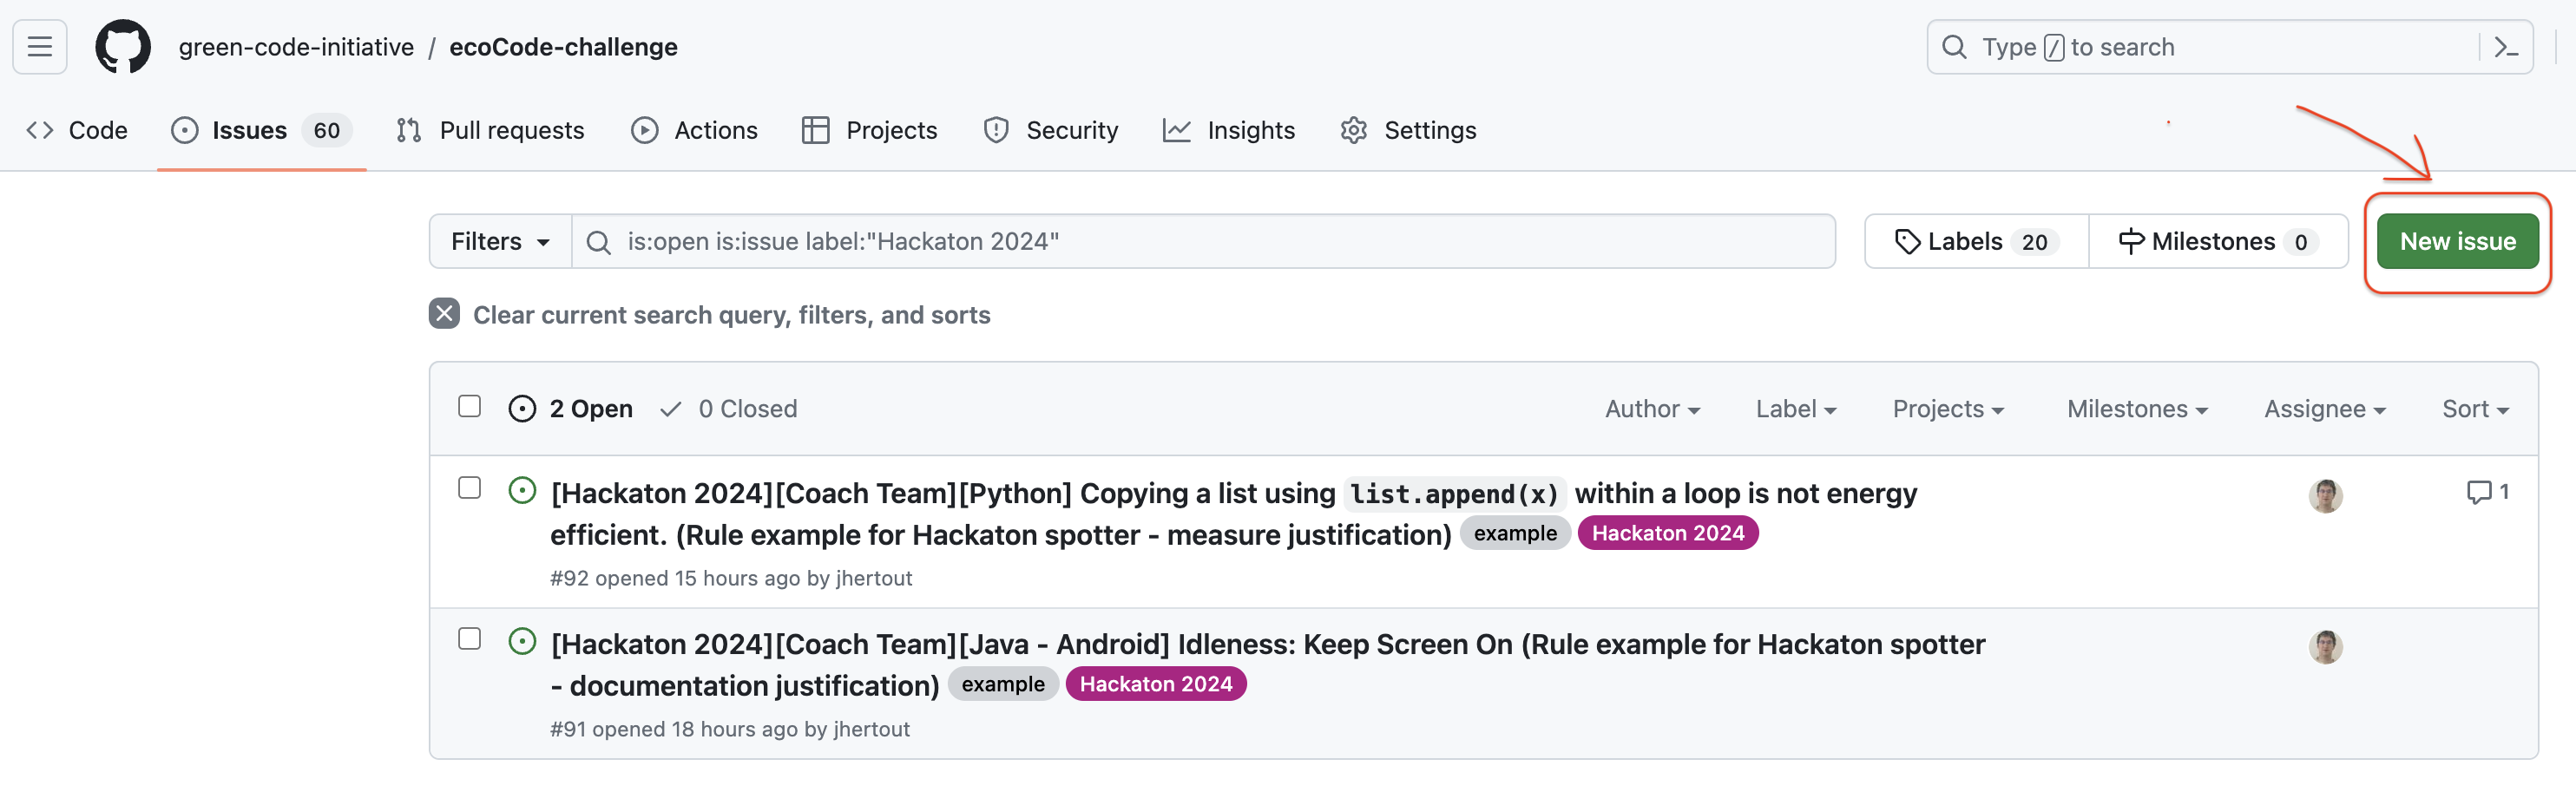 green-code-initiative / ecoCode-challenge
Type / to search
Code Issues 60 Pull requests Actions Projects Security Insights Settings
Filters is:open is:issue label:"Hackaton 2024" Labels 20 Milestones 0 New issue
Clear current search query, filters, and sorts
2 Open 0 Closed Author Label Projects Milestones Assignee Sort
[Hackaton 2024][Coach Team][Python] Copying a list using list.append(x) within a loop is not energy 1
efficient. (Rule example for Hackaton spotter - measure justification) example Hackaton 2024
#92 opened 15 hours ago by jhertout
[Hackaton 2024][Coach Team][Java - Android] Idleness: Keep Screen On (Rule example for Hackaton spotter
- documentation justification) example Hackaton 2024
#91 opened 18 hours ago by jhertout